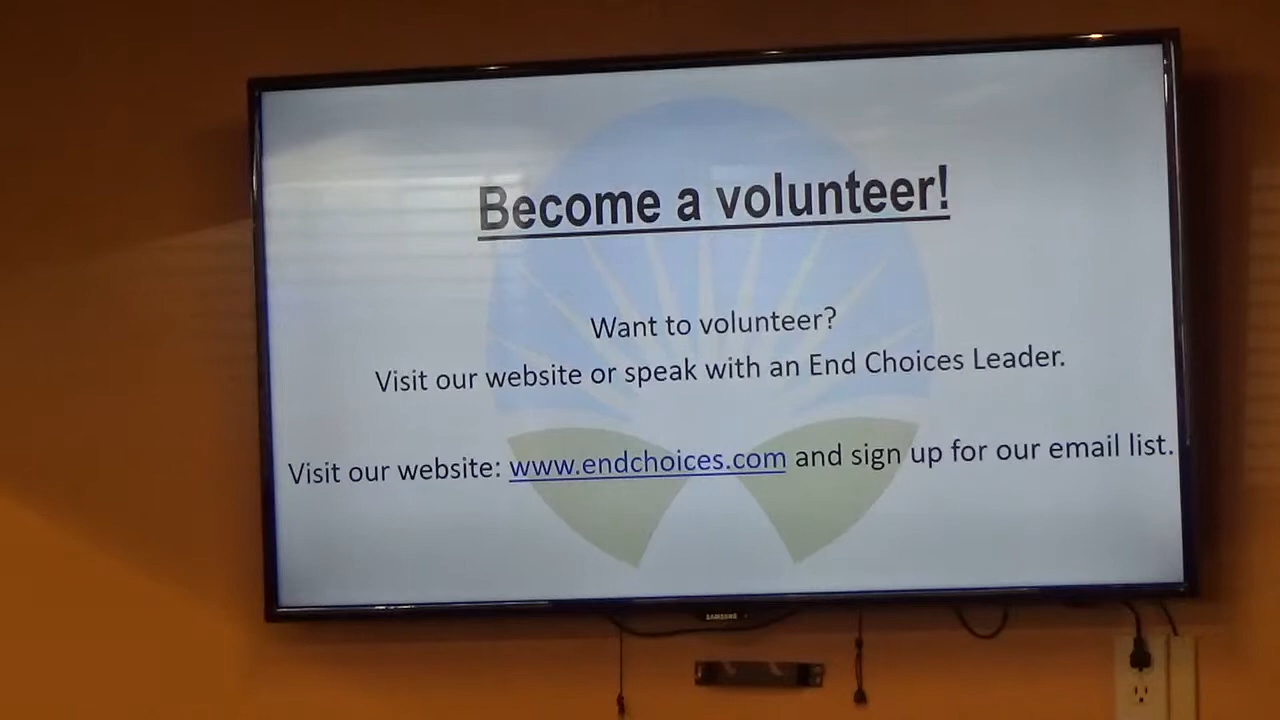 Become a volunteer!
Want to volunteer?
Visit our website or speak with an End Choices Leader.
Visit our website: www.endchoices.com and sign up for our email list.
SAMSUNG